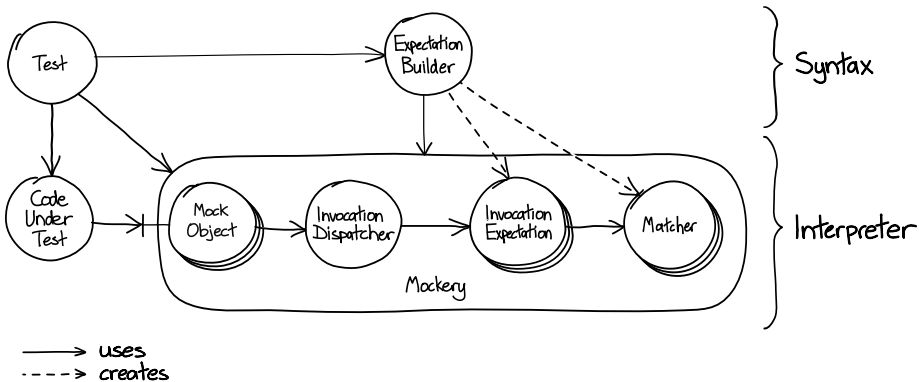 Test
Expectation
Builder
Syntax
Code
Under
Test
Mock
Object
Invocation
Dispatcher
Invocation
Expectation
Matcher
Interpreter
Mockery
uses
creates